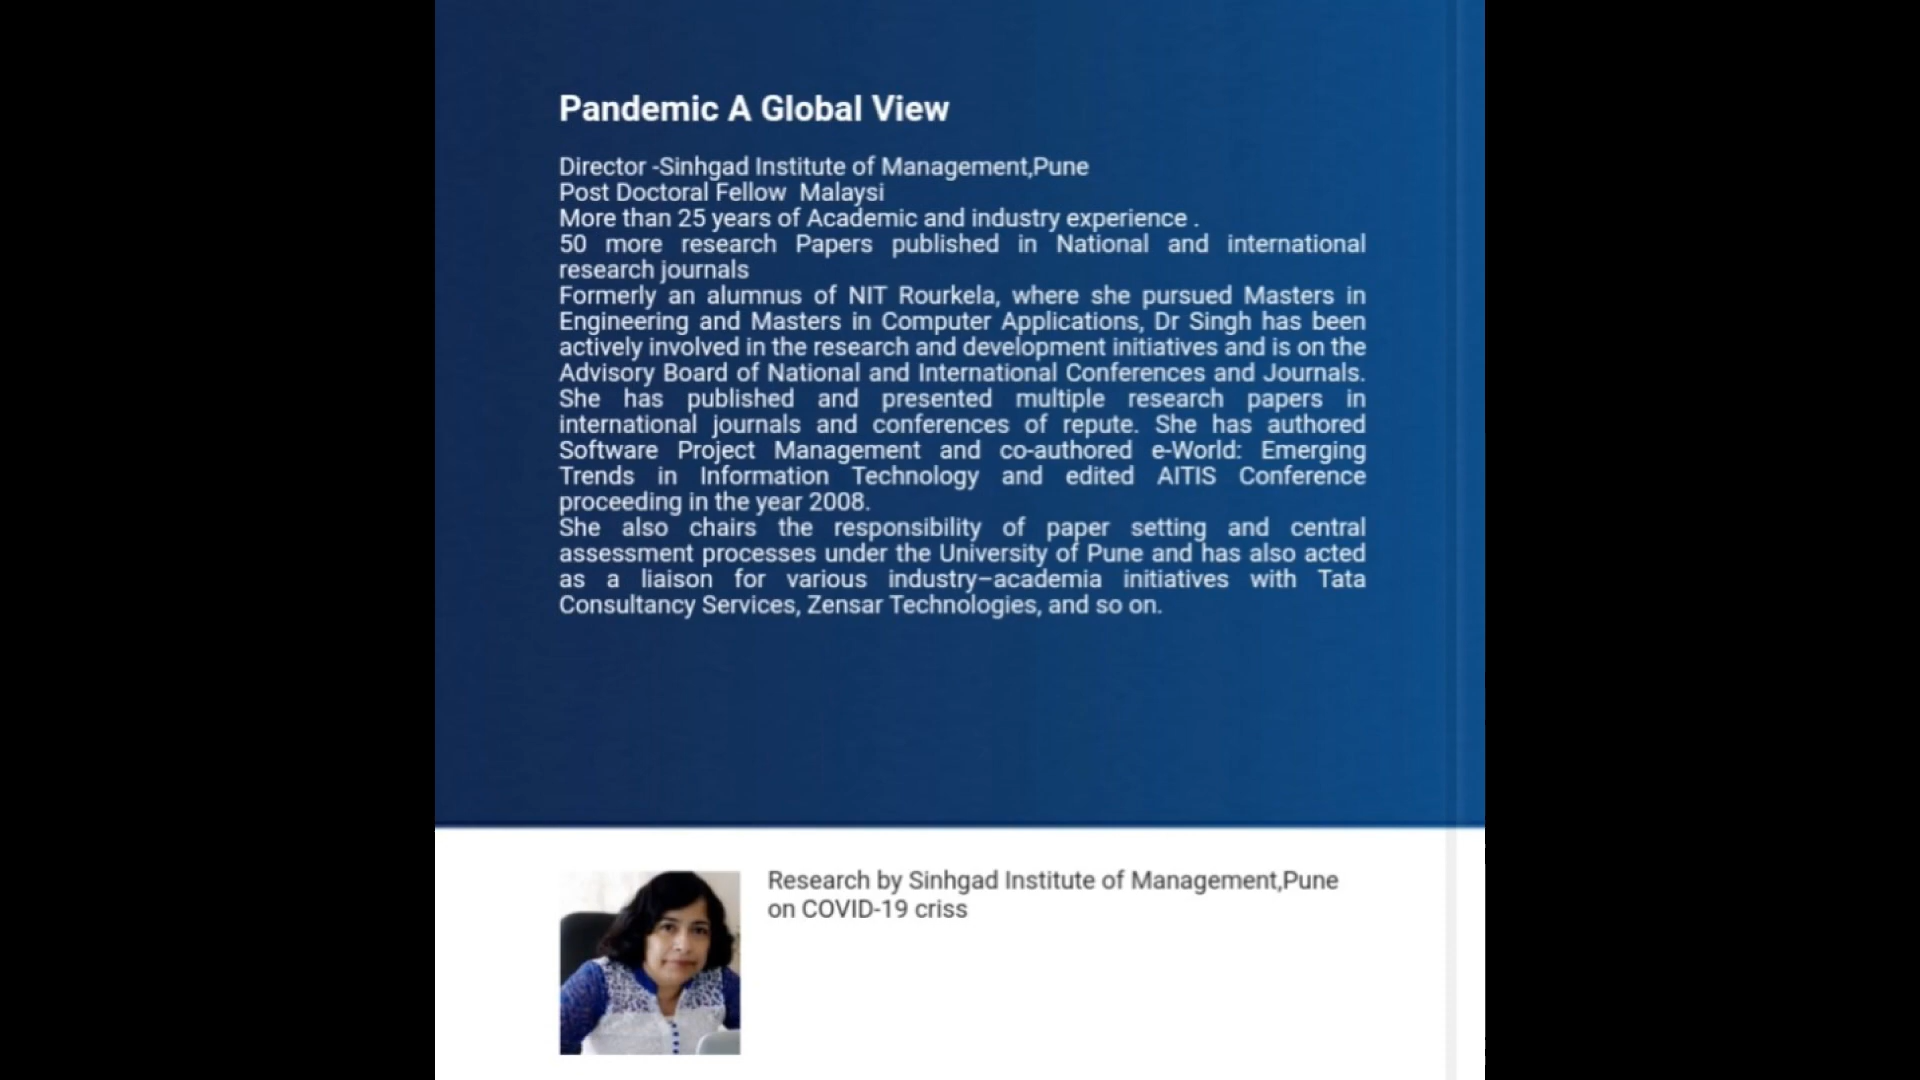 Pandemic A Global View
Director -Sinhgad Institute of Management,Pune
Post Doctoral Fellow  Malaysi
More than 25 years of Academic and industry experience .
50 more research Papers published in National and international
research journals
Formerly an alumnus of NIT Rourkela, where she pursued Masters in
Engineering and Masters in Computer Applications, Dr Singh has been
actively involved in the research and development initiatives and is on the
Advisory Board of National and International Conferences and Journals.
She has published and presented multiple research papers in
international journals and conferences of repute. She has authored
Software Project Management and co-authored e-World: Emerging
Trends in Information Technology and edited AITIS Conference
proceeding in the year 2008.
She also chairs the responsibility of paper setting and central
assessment processes under the University of Pune and has also acted
as a liaison for various industry–academia initiatives with Tata
Consultancy Services, Zensar Technologies, and so on.
Research by Sinhgad Institute of Management,Pune
on COVID-19 criss